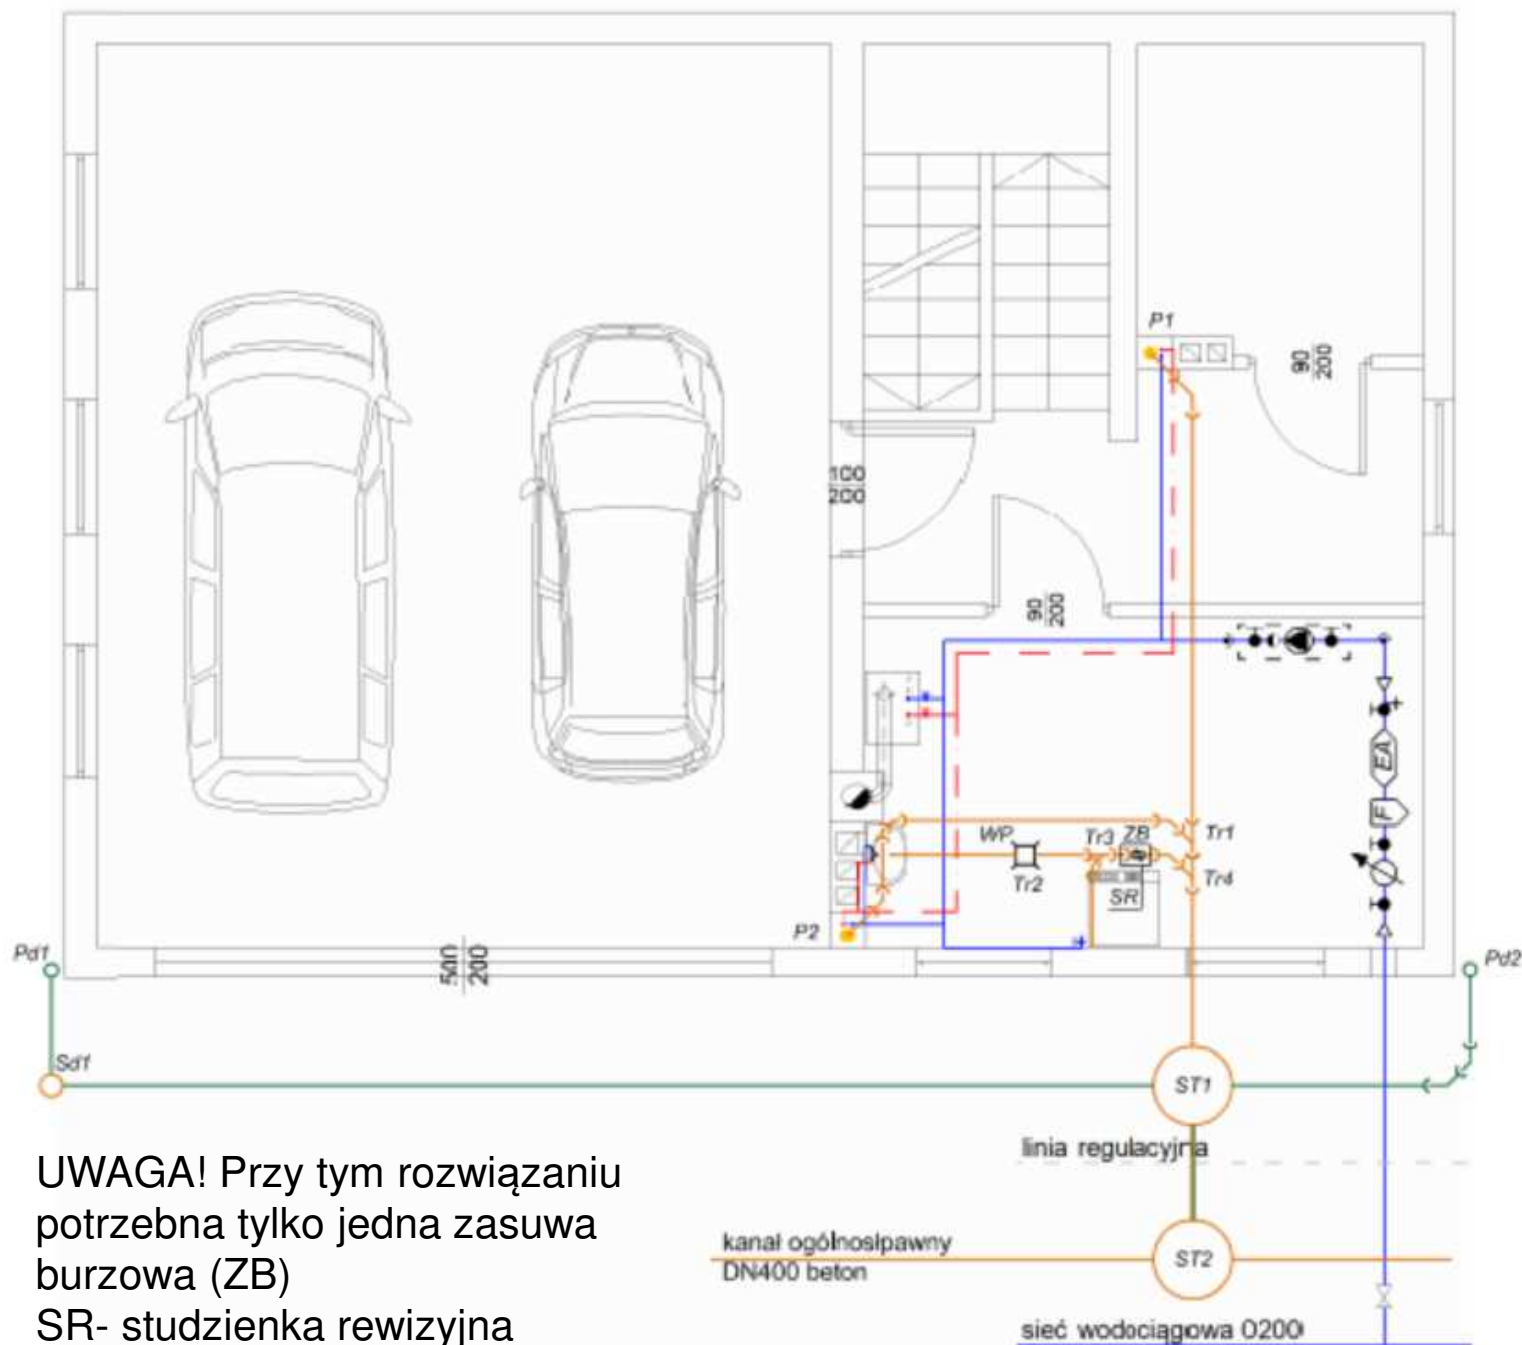 P1
90
200
100
200
90
200
EA
F
WP
Tr3
ZB
Tr1
Tr2
Tr4
SR
P2
Pd1
500
200
Pd2
Sd1
ST1
linia regulacyjna
UWAGA! Przy tym rozwiązaniu
potrzebna tylko jedna zasuwa
burzowa (ZB)
SR- studzienka rewizyjna
kanał ogólnosłpawny
DN400 beton
ST2
sieć wodociągowa O200